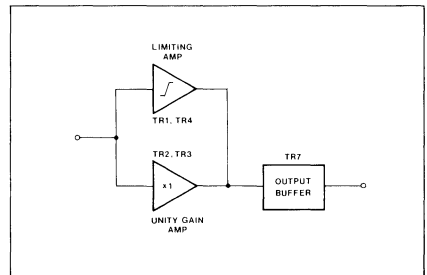 LIMITING
AMP
TR1, TR4
TR2, TR3
x1
UNITY GAIN
AMP
TR7
OUTPUT
BUFFER